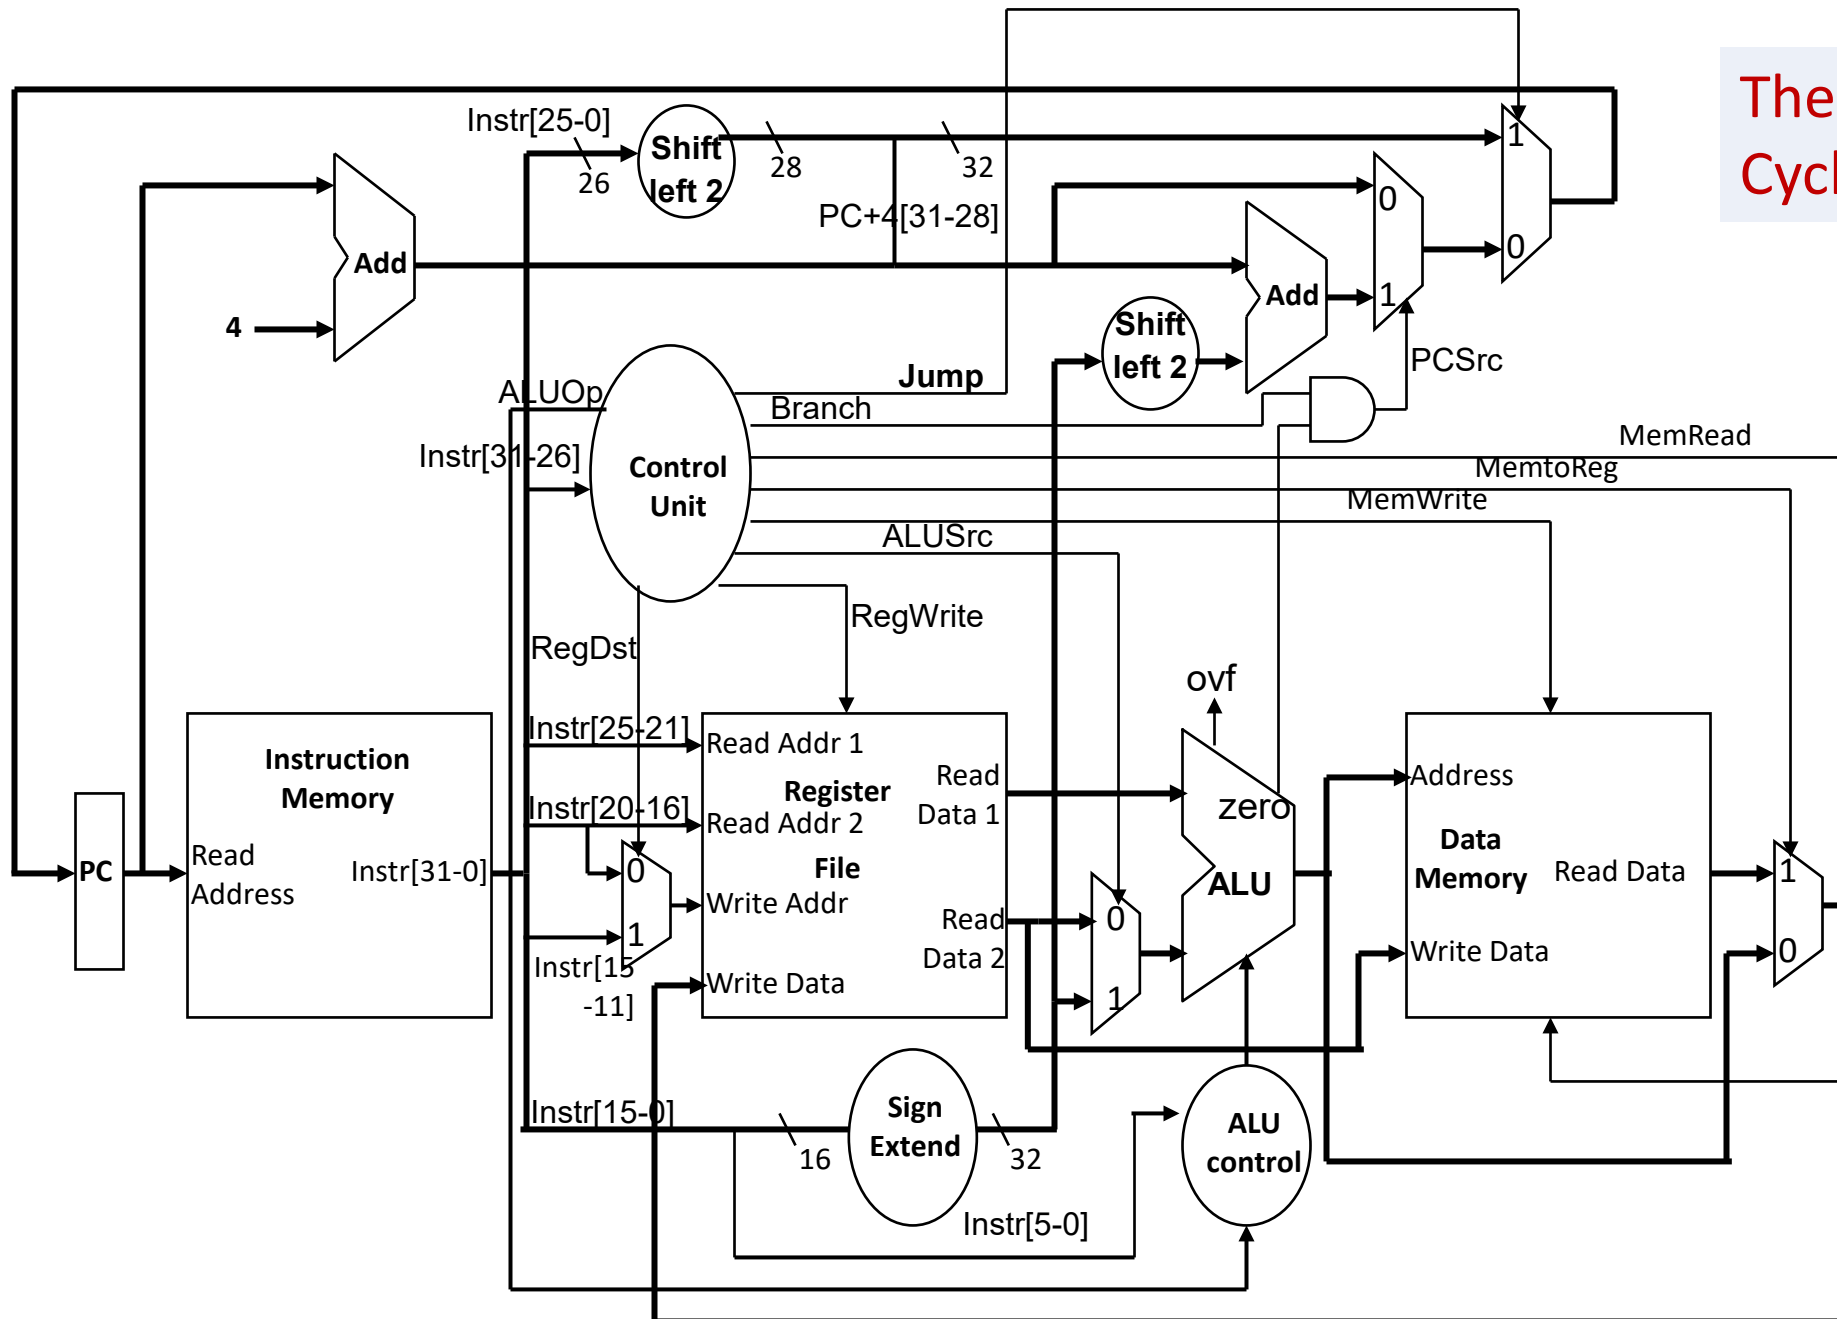 The
Cycl
Instr[25-0]
Shift
left 2
26
28
32
PC+4[31-28]
1
0
0
1
Add
4
Add
Shift
left 2
PCSrc
ALUOp
Jump
Branch
MemRead
Instr[31-26]
Control
Unit
MemtoReg
MemWrite
ALUSrc
RegWrite
RegDst
ovf
Instruction
Memory
Instr[25-21]
Read Addr 1
Register
Read
Data 1
Instr[20-16]
Read Addr 2
zero
Address
Data
Memory
PC
Read
Address
Instr[31-0]
0
File
ALU
Read Data
1
Write Addr
Read
Data 2
0
1
Instr[15
-11]
Write Data
1
Write Data
0
Instr[15-0]
16
Sign
Extend
32
ALU
control
Instr[5-0]